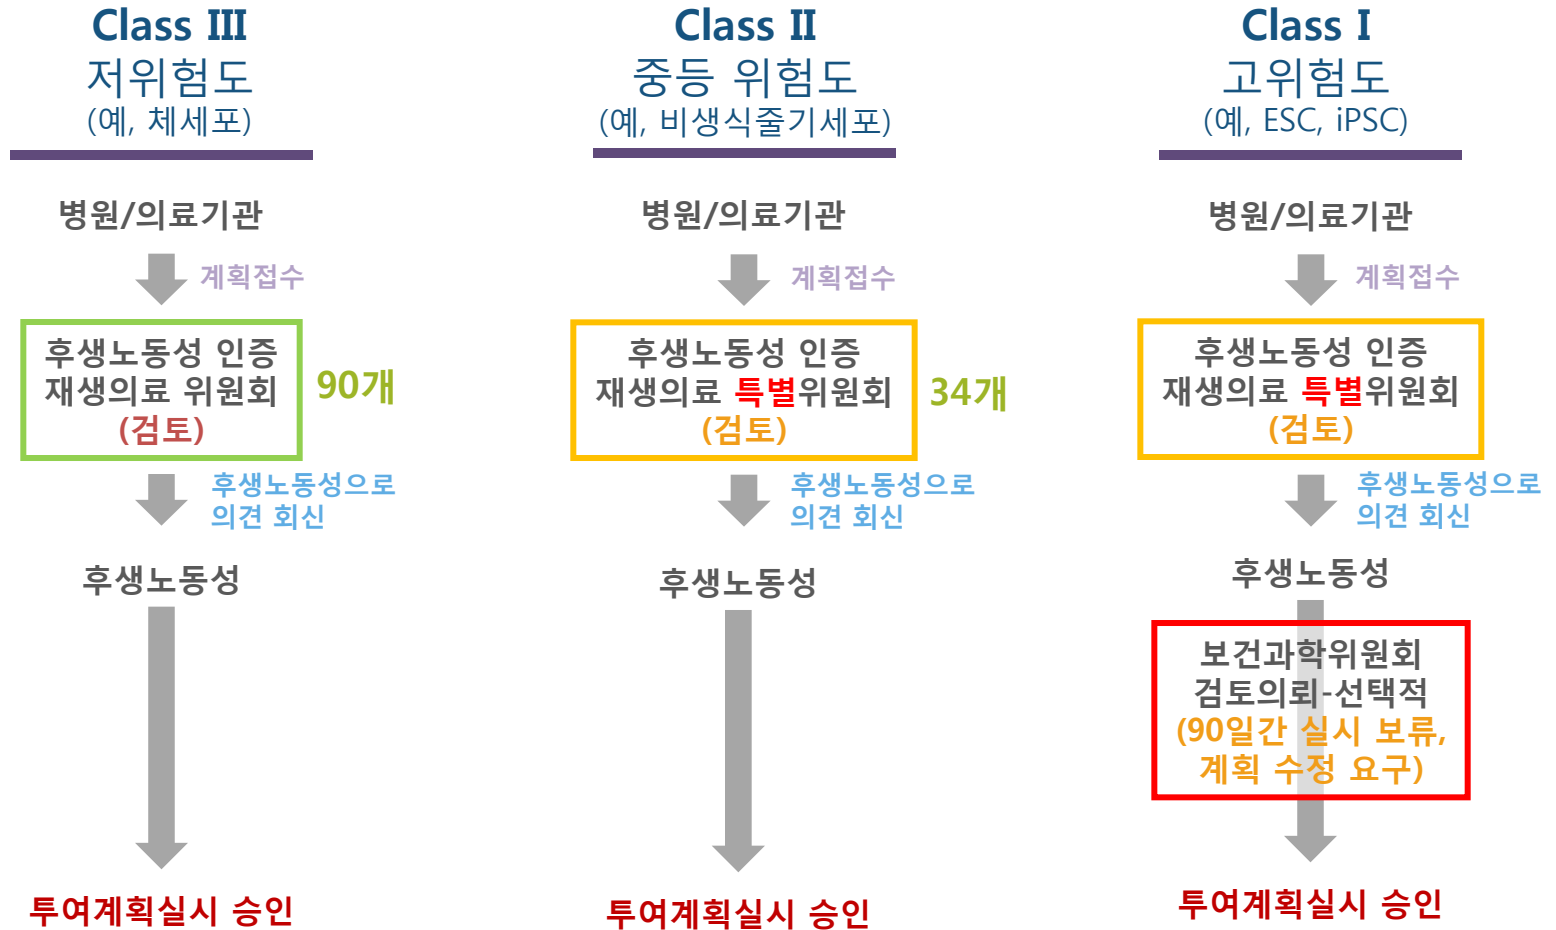 Class III
저위험도
(예, 체세포)
병원/의료기관
계획접수
후생노동성 인증
재생의료 위원회
(검토)
90개
후생노동성으로
의견 회신
후생노동성
투여계획실시 승인
Class II
중등 위험도
(예, 비생식줄기세포)
병원/의료기관
계획접수
후생노동성 인증
재생의료 특별위원회
(검토)
34개
후생노동성으로
의견 회신
후생노동성
투여계획실시 승인
Class I
고위험도
(예, ESC, iPSC)
병원/의료기관
계획접수
후생노동성 인증
재생의료 특별위원회
(검토)
후생노동성으로
의견 회신
후생노동성
보건과학위원회
검토의뢰-선택적
(90일간 실시 보류,
계획 수정 요구)
투여계획실시 승인